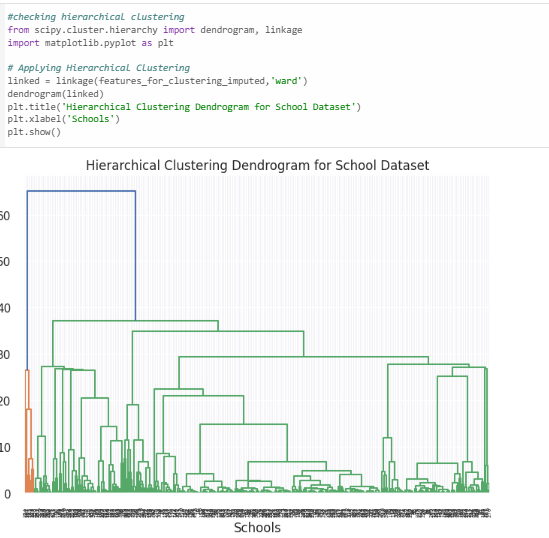 #checking hierarchical clustering
from scipy.cluster.hierarchy import dendrogram, linkage
import matplotlib.pyplot as plt
# Applying Hierarchical Clustering
linked = linkage(features_for_clustering_imputed,'ward')
dendrogram(linked)
plt.title('Hierarchical Clustering Dendrogram for School Dataset')
plt.xlabel('Schools')
plt.show()
Hierarchical Clustering Dendrogram for School Dataset
60
50
40
30
20
10
0
Schools